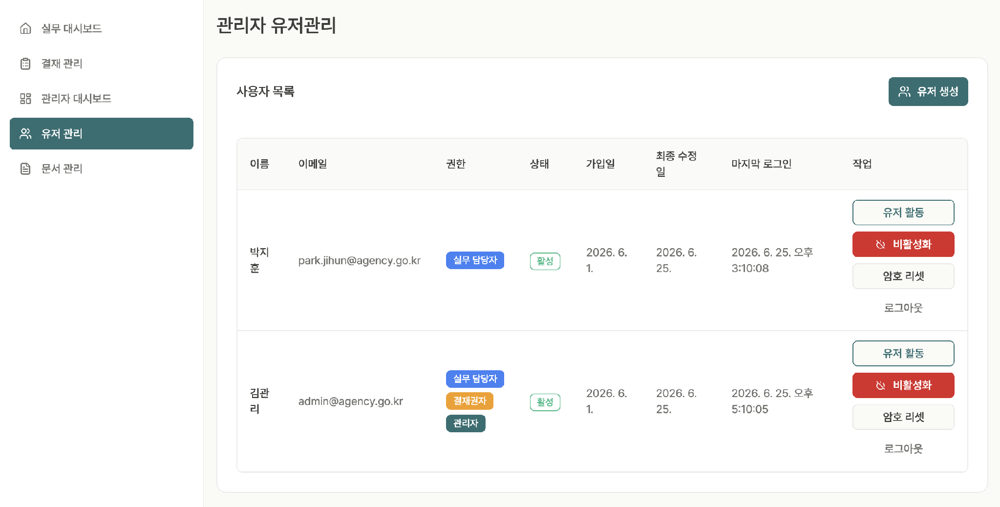 실무 대시보드
결재 관리
관리자 대시보드
유저 관리
문서 관리
관리자 유저관리
사용자 목록
유저 생성
이름
이메일
권한
상태
가입일
최종 수정
일
마지막 로그인
작업
박지
훈
park.jihun@agency.go.kr
실무 담당자
활성
2026. 6.
1.
2026. 6.
25.
2026. 6. 25. 오후
3:10:08
유저 활동
비활성화
암호 리셋
로그아웃
김관
리
admin@agency.go.kr
실무 담당자
결재권자
관리자
활성
2026. 6.
1.
2026. 6.
25.
2026. 6. 25. 오후
5:10:05
유저 활동
비활성화
암호 리셋
로그아웃